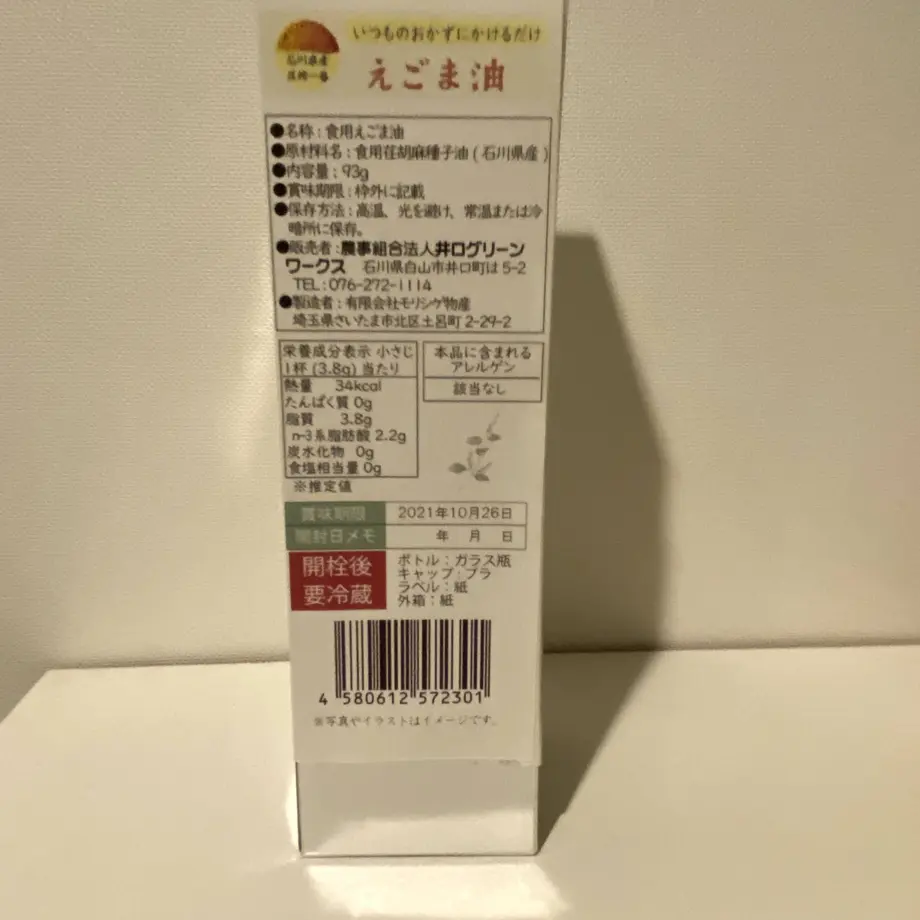 いつものおかずにかけるだけ
石川県産
圧搾一番
えごま油
●名称：食用えごま油
●原材料名：食用荏胡麻種子油(石川県産)
●内容量：93g
●賞味期限：枠外に記載
●保存方法：高温、光を避け、常温または冷
暗所に保存。
●販売者：農事組合法人井口グリーン
ワークス 石川県白山市井口町は5-2
TEL：076-272-1114
●製造者：有限会社モリシゲ物産
埼玉県さいたま市北区土呂町2-29-2
栄養成分表示 小さじ
1杯(3.8g)当たり
熱量 34kcal
たんぱく質 0g
脂質 3.8g
n-3系脂肪酸 2.2g
炭水化物 0g
食塩相当量 0g
※推定値
本品に含まれる
アレルゲン
該当なし
賞味期限 2021年10月26日
開封日メモ 年 月 日
開栓後
要冷蔵
ボトル：ガラス瓶
キャップ：プラ
ラベル：紙
外箱：紙
4 580612 572301
※写真やイラストはイメージです。